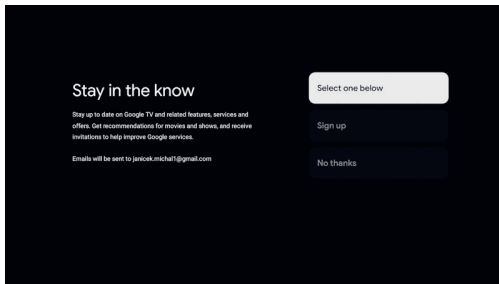 Stay in the know
Stay up to date on Google TV and related features, services and
offers. Get recommendations for movies and shows, and receive
invitations to help improve Google services.
Emails will be sent to janicek.michal1@gmail.com
Select one below
Sign up
No thanks